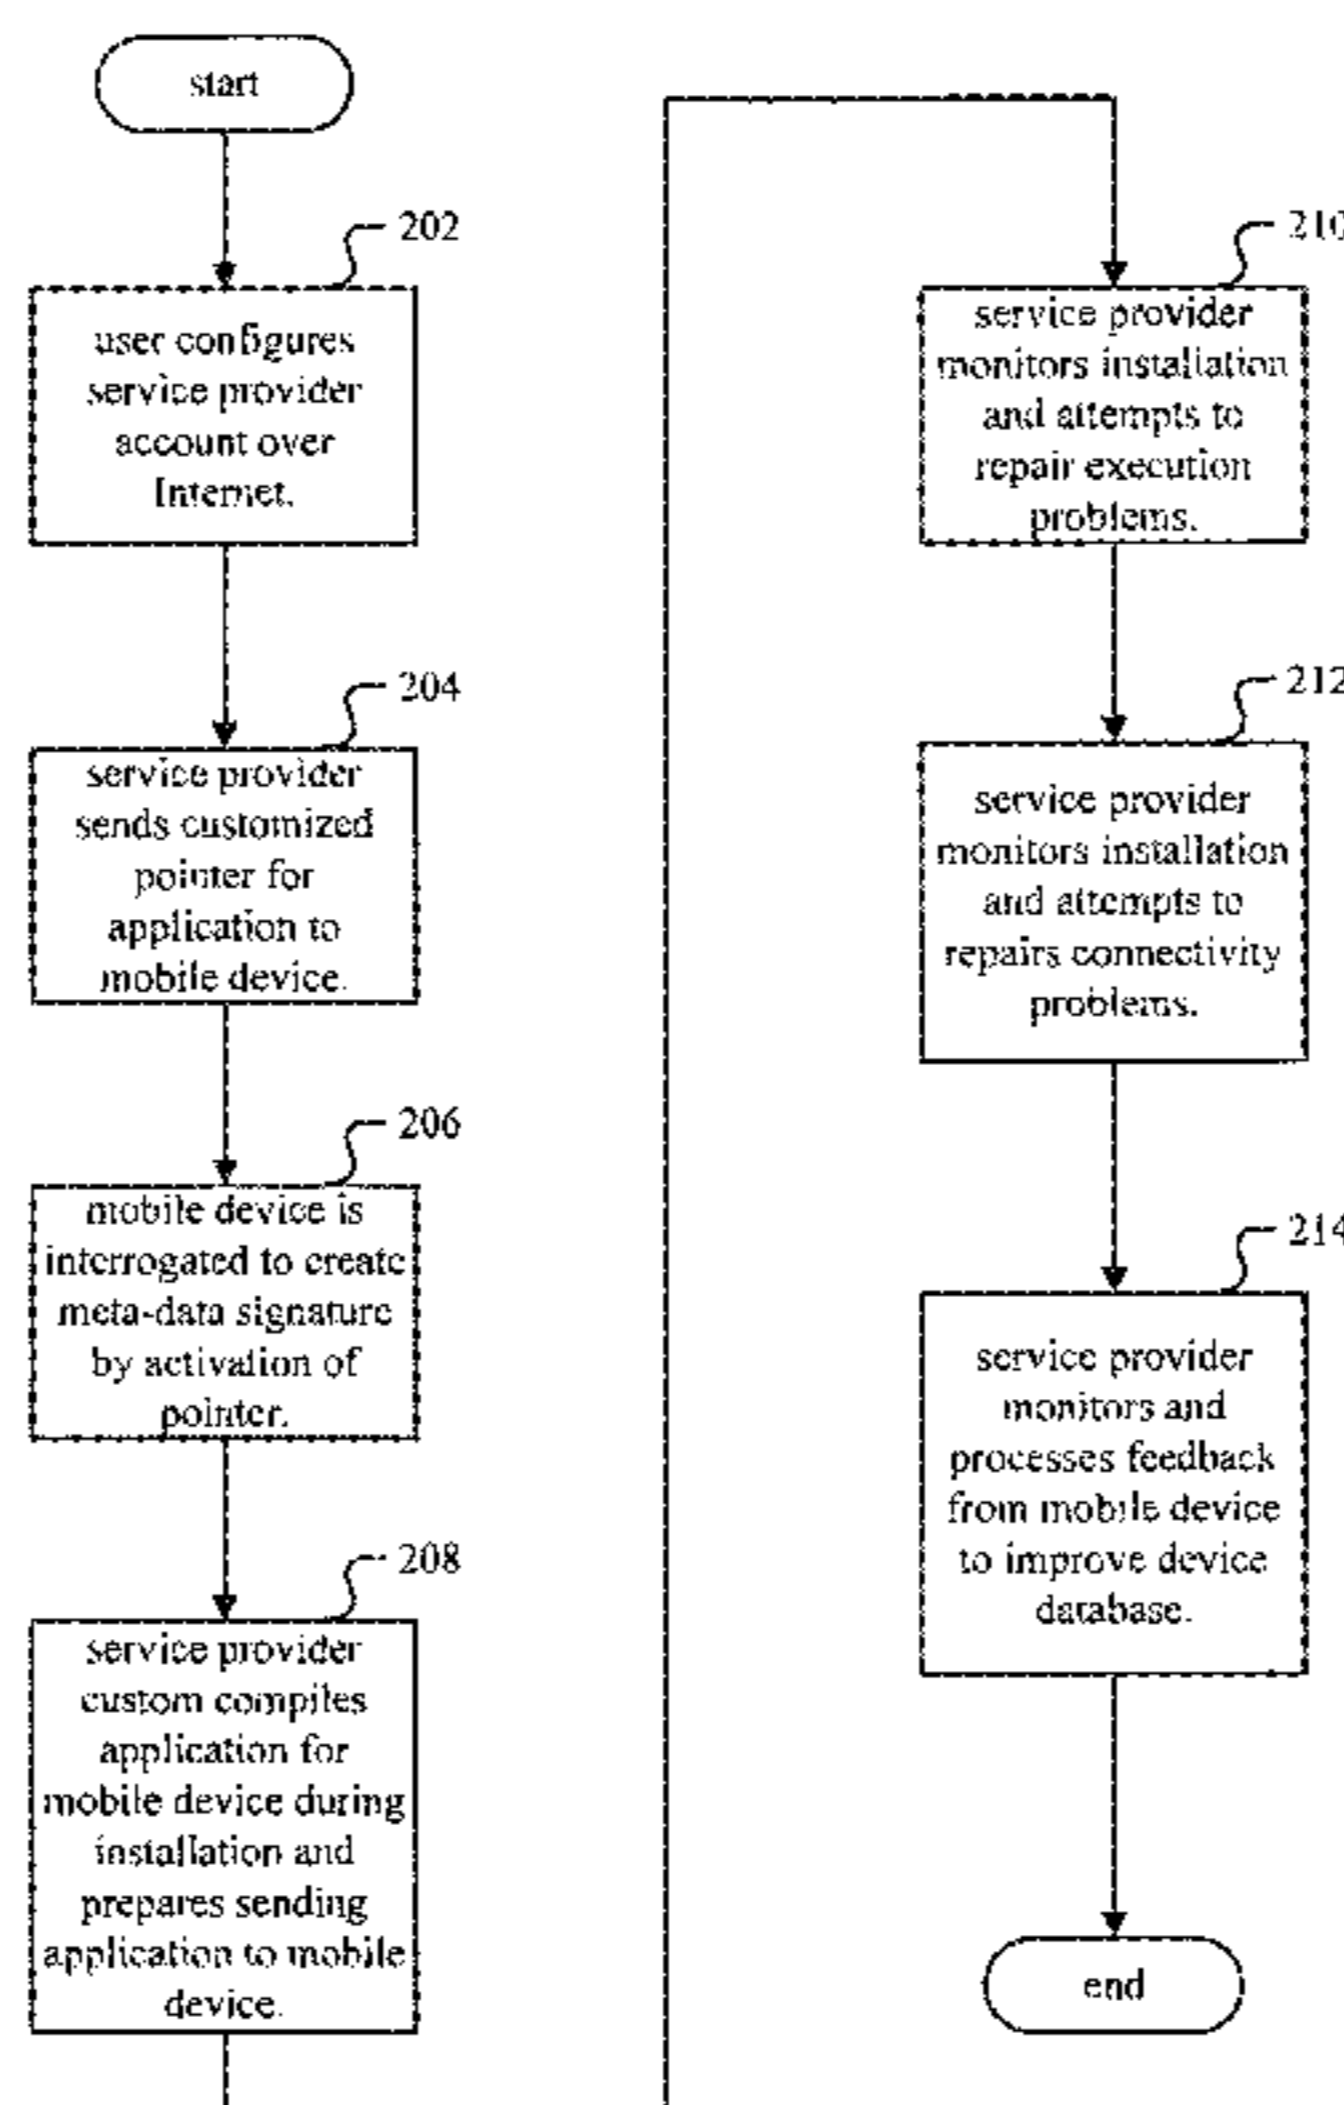 start
202
user configures
service provider
account over
Internet.
204
service provider
sends customized
pointer for
application to
mobile device.
206
mobile device is
interrogated to create
meta-data signature
by activation of
pointer.
208
service provider
custom compiles
application for
mobile device during
installation and
prepares sending
application to mobile
device.
210
service provider
monitors installation
and attempts to
repair execution
problems.
212
service provider
monitors installation
and attempts to
repairs connectivity
problems.
214
service provider
monitors and
processes feedback
from mobile device
to improve device
database.
end